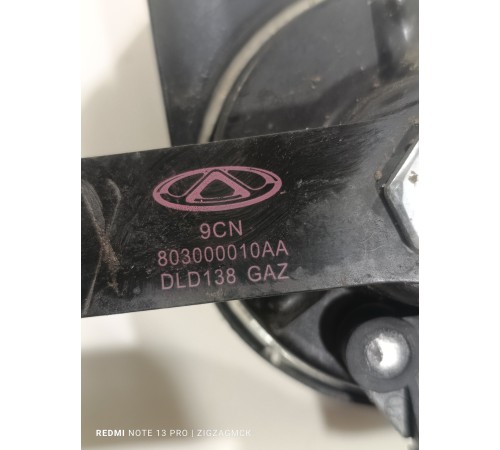 9CN
803000010AA
DLD138 GAZ
REDMI NOTE 13 PRO | ZIGZAGMCK